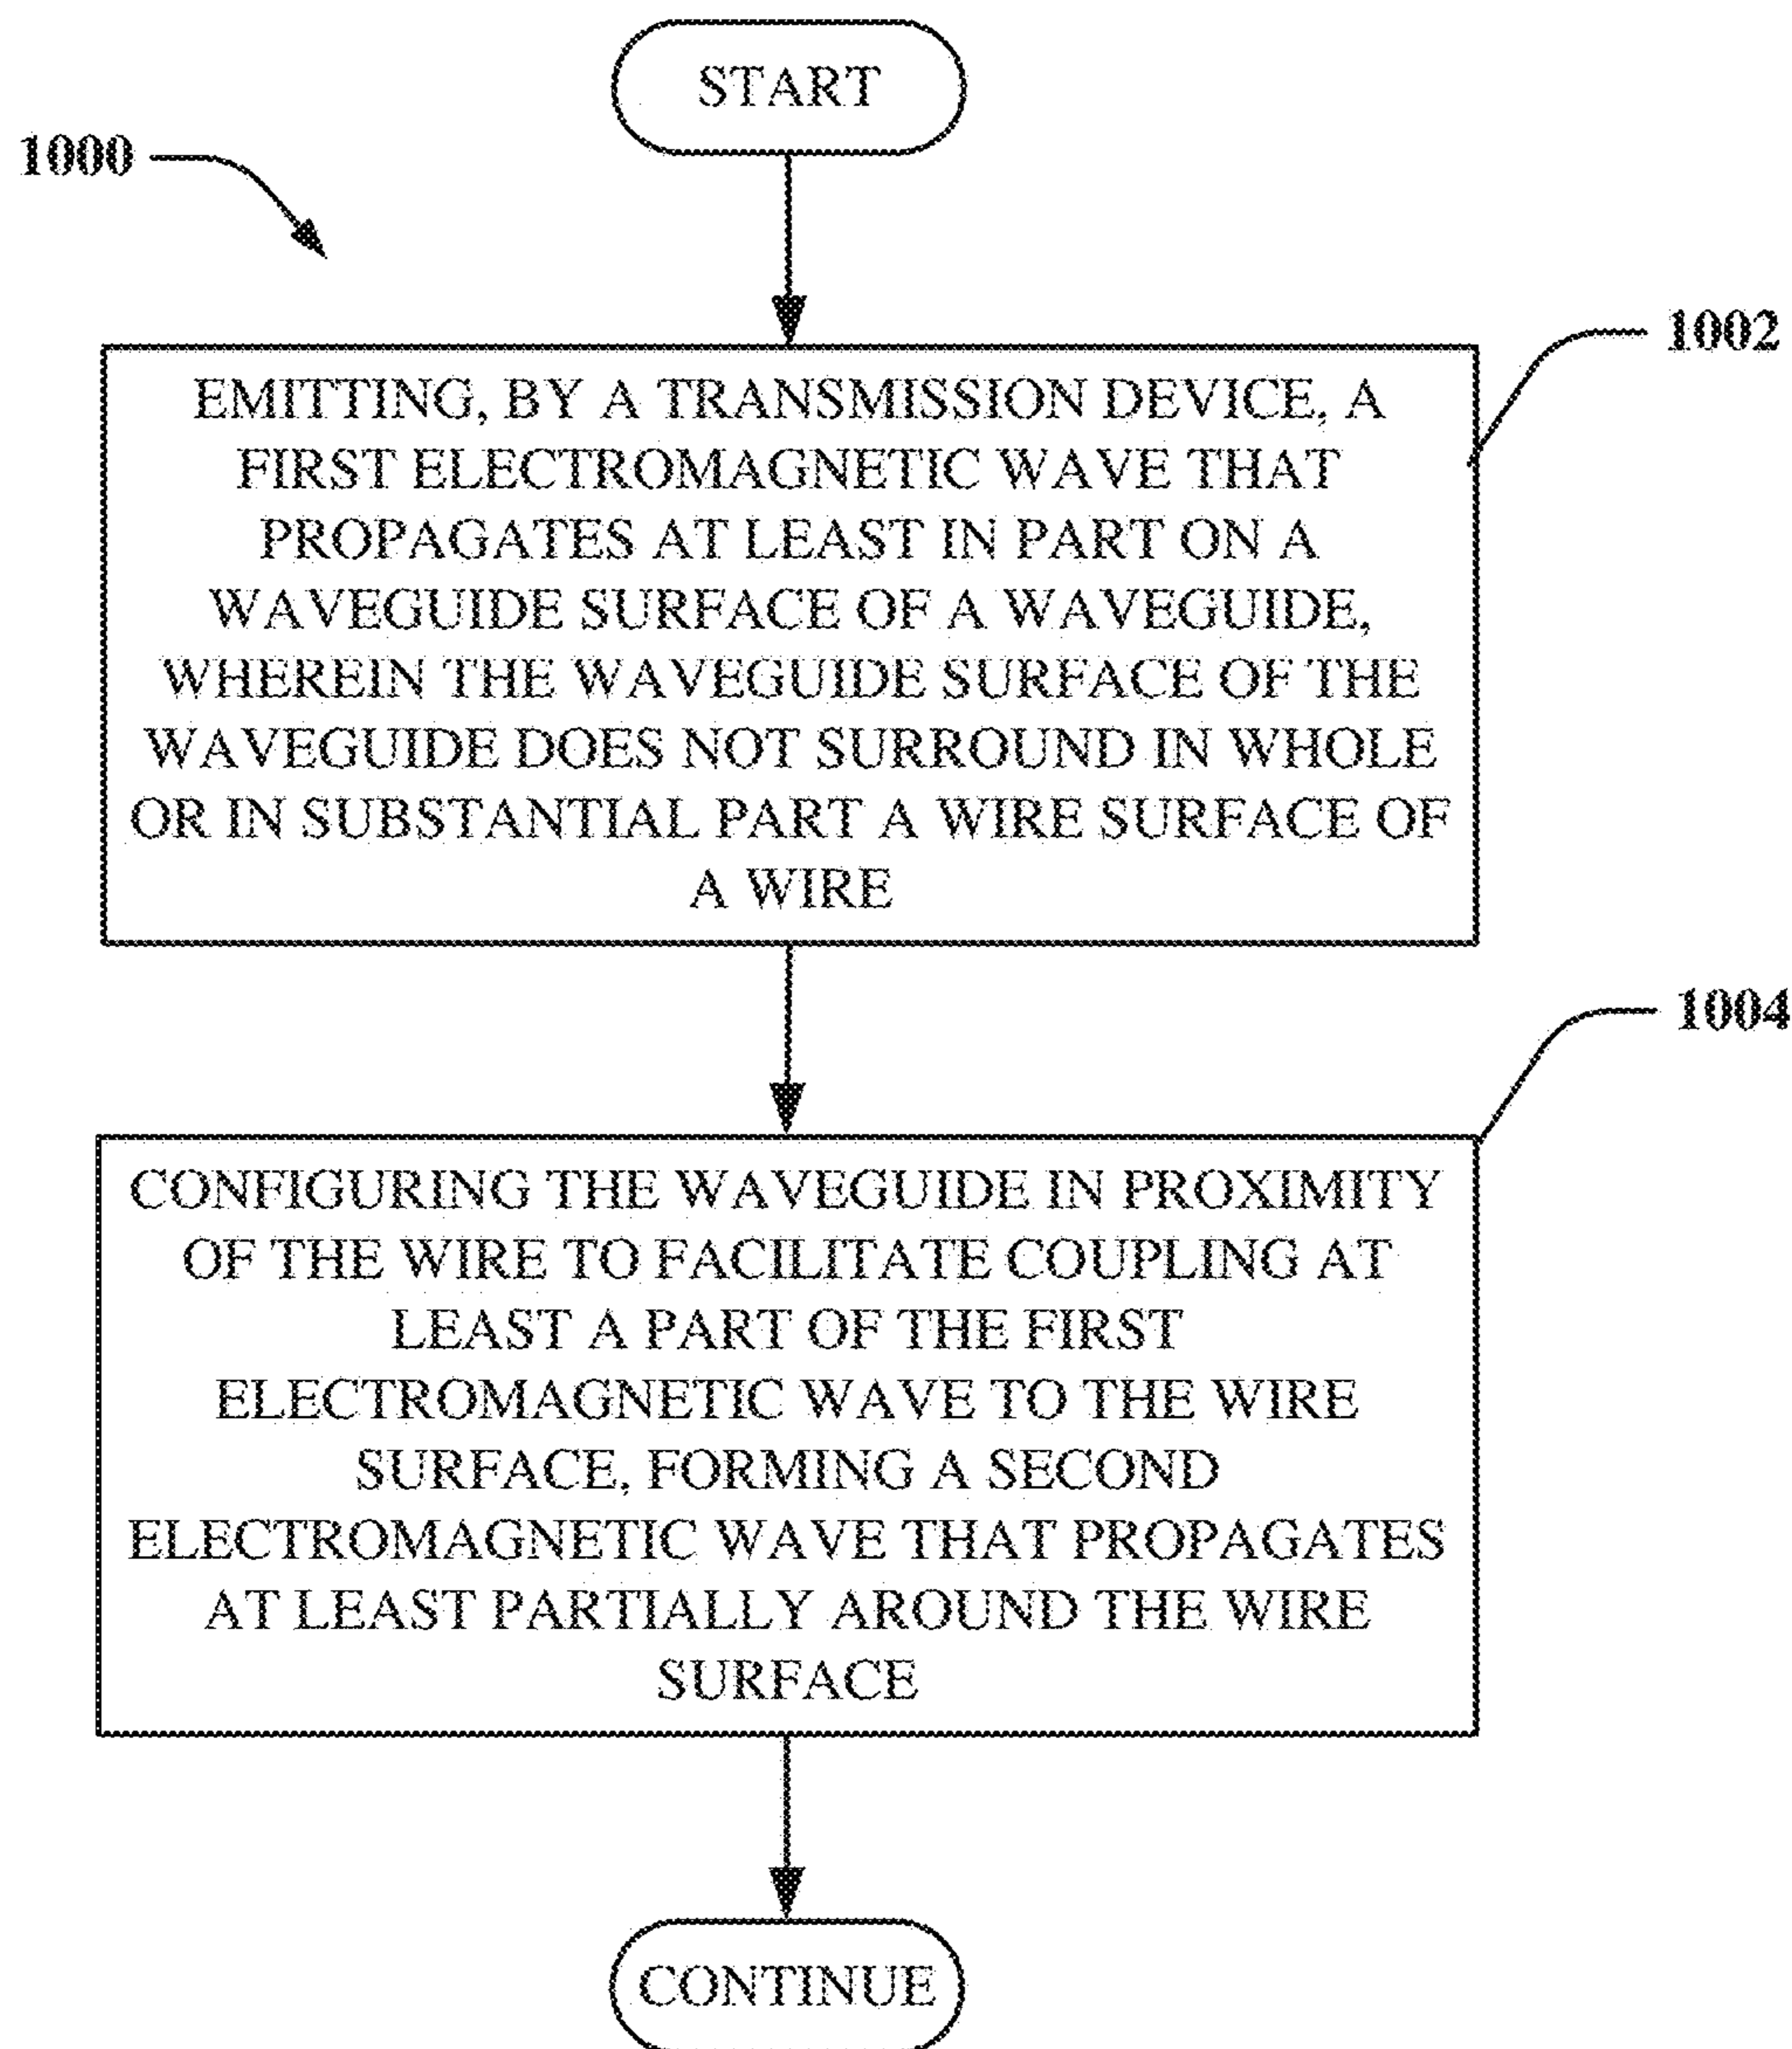 START
1000
1002
EMITTING, BY A TRANSMISSION DEVICE, A
FIRST ELECTROMAGNETIC WAVE THAT
PROPAGATES AT LEAST IN PART ON A
WAVEGUIDE SURFACE OF A WAVEGUIDE,
WHEREIN THE WAVEGUIDE SURFACE OF THE
WAVEGUIDE DOES NOT SURROUND IN WHOLE
OR IN SUBSTANTIAL PART A WIRE SURFACE OF
A WIRE
1004
CONFIGURING THE WAVEGUIDE IN PROXIMITY
OF THE WIRE TO FACILITATE COUPLING AT
LEAST A PART OF THE FIRST
ELECTROMAGNETIC WAVE TO THE WIRE
SURFACE, FORMING A SECOND
ELECTROMAGNETIC WAVE THAT PROPAGATES
AT LEAST PARTIALLY AROUND THE WIRE
SURFACE
CONTINUE